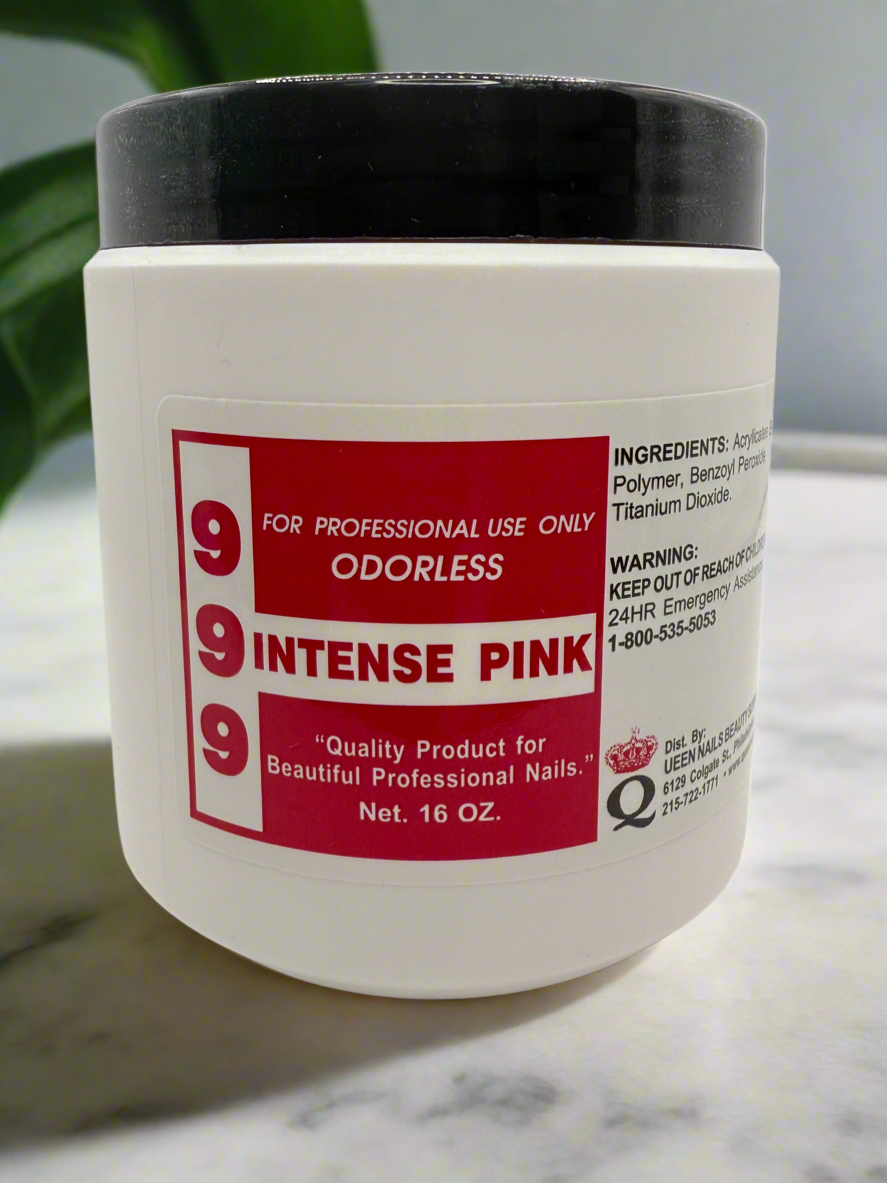 9
9
9
FOR PROFESSIONAL USE ONLY
ODORLESS
INTENSE PINK
“Quality Product for
Beautiful Professional Nails.”
Net. 16 OZ.
INGREDIENTS: Acrylicates
Polymer, Benzoyl Peroxide,
Titanium Dioxide.
WARNING:
KEEP OUT OF REACH OF
24HR Emergency
1-800-535-5053
Q
Dist. By:
UEEN NAILS BEAUTY
6129 Colgate St.,
215-722-1771 *